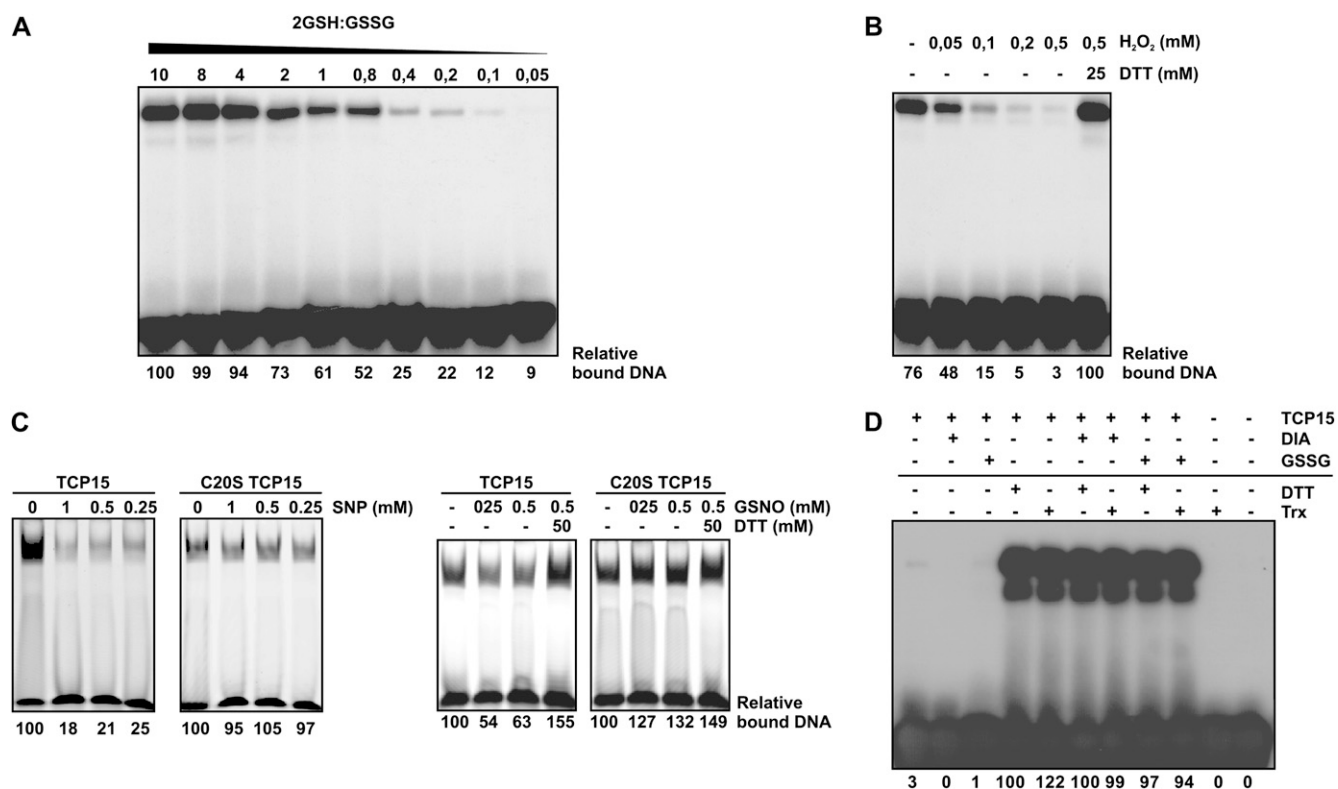 A
2GSH:GSSG
10 8 4 2 1 0,8 0,4 0,2 0,1 0,05
Relative
bound DNA
100 99 94 73 61 52 25 22 12 9
B
- 0,05 0,1 0,2 0,5 0,5 H₂O₂ (mM)
- - - - - 25 DTT (mM)
Relative
bound DNA
76 48 15 5 3 100
C
TCP15 C20S TCP15
0 1 0.5 0.25 0 1 0.5 0.25 SNP (mM)
100 18 21 25 100 95 105 97
TCP15 C20S TCP15
- 025 0.5 0.5 GSNO (mM) - 025 0.5 0.5
50 DTT (mM) 50
Relative
bound DNA
100 54 63 155 100 127 132 149
D
+ + + + + + + + + - - TCP15
- + - - - + + - - - - DIA
- - + - - - - + + - - GSSG
- - - + - + - + - - - DTT
- - - - + - + - + + - Trx
3 0 1 100 122 100 99 97 94 0 0